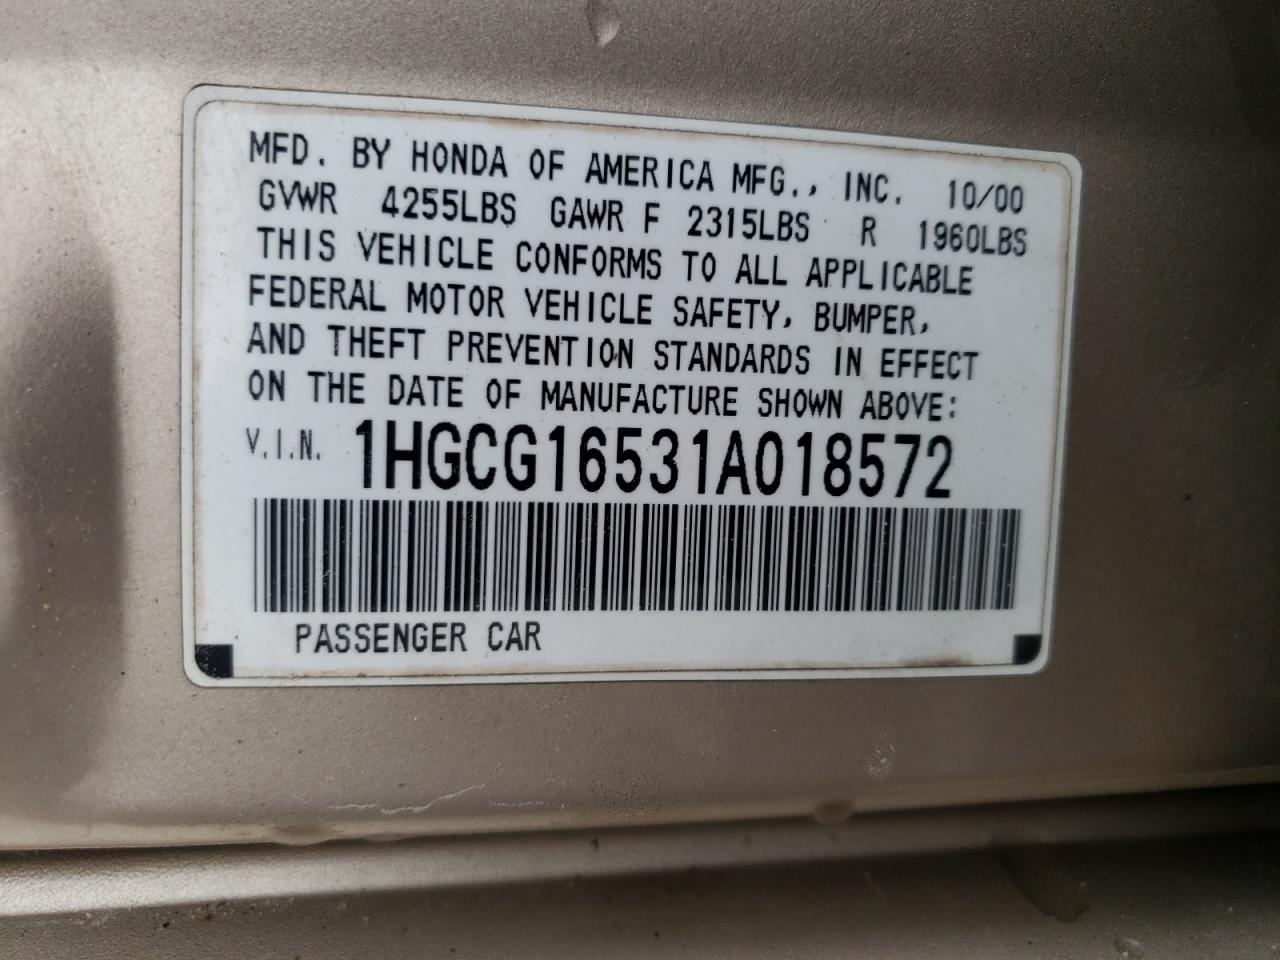 MFD. BY HONDA OF AMERICA MFG., INC. 10/00
GVWR 4255LBS GAWR F 2315LBS R 1960LBS
THIS VEHICLE CONFORMS TO ALL APPLICABLE
FEDERAL MOTOR VEHICLE SAFETY, BUMPER,
AND THEFT PREVENTION STANDARDS IN EFFECT
ON THE DATE OF MANUFACTURE SHOWN ABOVE:
V.I.N. 1HGCG16531A018572
PASSENGER CAR